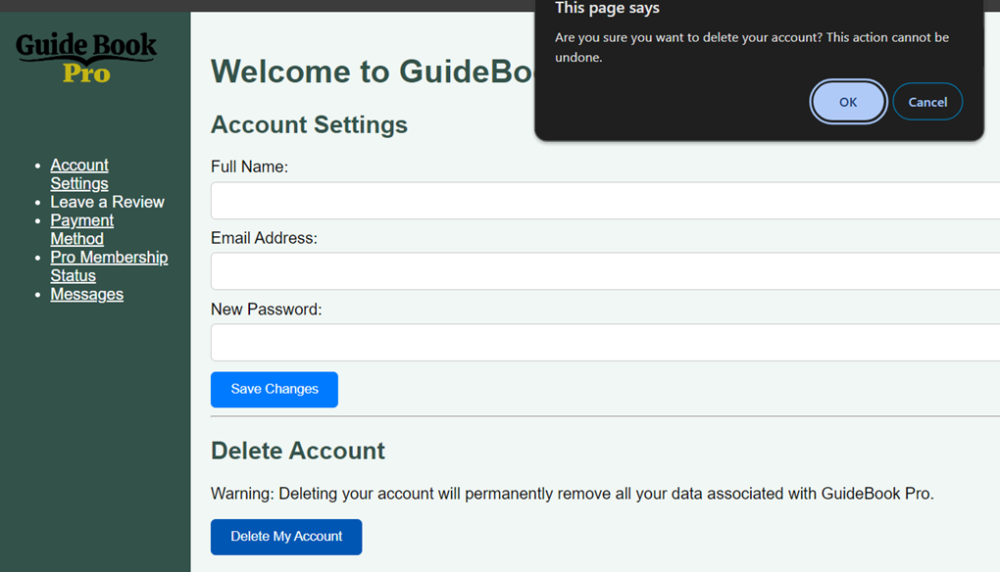 Guide Book
Pro
Account
Settings
Leave a Review
Payment
Method
Pro Membership
Status
Messages
This page says
Are you sure you want to delete your account? This action cannot be
undone.
OK
Cancel
Welcome to GuideBo
Account Settings
Full Name:
Email Address:
New Password:
Save Changes
Delete Account
Warning: Deleting your account will permanently remove all your data associated with GuideBook Pro.
Delete My Account